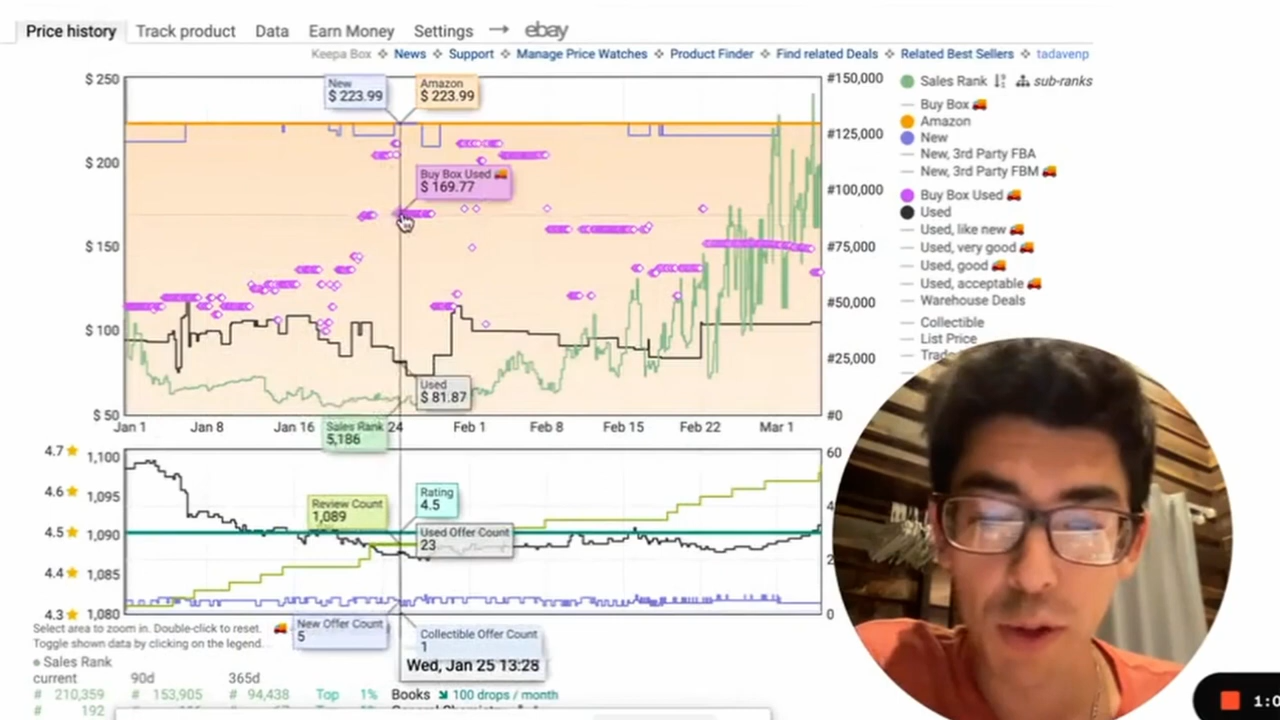 Price history Track product Data Earn Money Settings → ebay
Keepa Box ❖ News ❖ Support ❖ Manage Price Watches ❖ Product Finder ❖ Find related Deals ❖ Related Best Sellers ❖ tadavenp
$ 250
$ 200
$ 150
$ 100
$ 50
New
$ 223.99
Amazon
$ 223.99
Buy Box Used
$ 169.77
Used
$ 81.87
Sales Rank
5,186
#150,000
#125,000
#100,000
#75,000
#50,000
#25,000
#0
Jan 1 Jan 8 Jan 16 24 Feb 1 Feb 8 Feb 15 Feb 22 Mar 1
Sales Rank sub-ranks
Buy Box
Amazon
New
New, 3rd Party FBA
New, 3rd Party FBM
Buy Box Used
Used
Used, like new
Used, very good
Used, good
Used, acceptable
Warehouse Deals
Collectible
List Price
4.7 1,100
4.6 1,095
4.5 1,090
4.4 1,085
4.3 1,080
60
0
Review Count
1,089
Rating
4.5
Used Offer Count
23
New Offer Count
5
Collectible Offer Count
1
Wed, Jan 25 13:28
Select area to zoom in. Double-click to reset.
Toggle shown data by clicking on the legend.
Sales Rank
current 90d 365d
# 210,359 # 153,905 # 94,438 Top 1% Books 100 drops / month
# 192